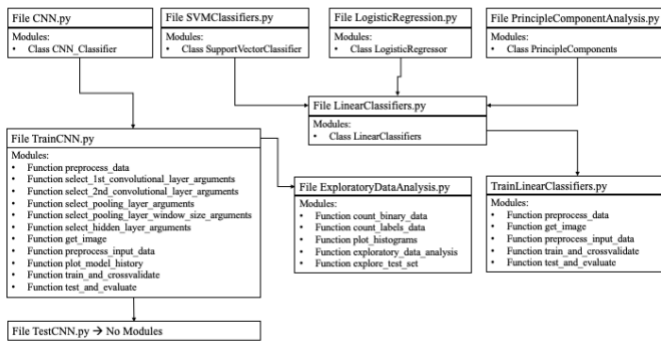 File CNN.py
Modules:
• Class CNN_Classifier
File SVMClassifiers.py
Modules:
• Class SupportVectorClassifier
File LogisticRegression.py
Modules:
• Class LogisticRegressor
File PrincipleComponentAnalysis.py
Modules:
• Class PrincipleComponents
File LinearClassifiers.py
Modules:
• Class LinearClassifiers
File TrainCNN.py
Modules:
• Function preprocess_data
• Function select_1st_convolutional_layer_arguments
• Function select_2nd_convolutional_layer_arguments
• Function select_pooling_layer_arguments
• Function select_pooling_layer_window_size_arguments
• Function select_hidden_layer_arguments
• Function get_image
• Function preprocess_input_data
• Function plot_model_history
• Function train_and_crossvalidate
• Function test_and_evaluate
File ExploratoryDataAnalysis.py
Modules:
• Function count_binary_data
• Function count_labels_data
• Function plot_histograms
• Function exploratory_data_analysis
• Function explore_test_set
TrainLinearClassifiers.py
Modules:
• Function preprocess_data
• Function get_image
• Function preprocess_input_data
• Function train_and_crossvalidate
• Function test_and_evaluate
File TestCNN.py → No Modules